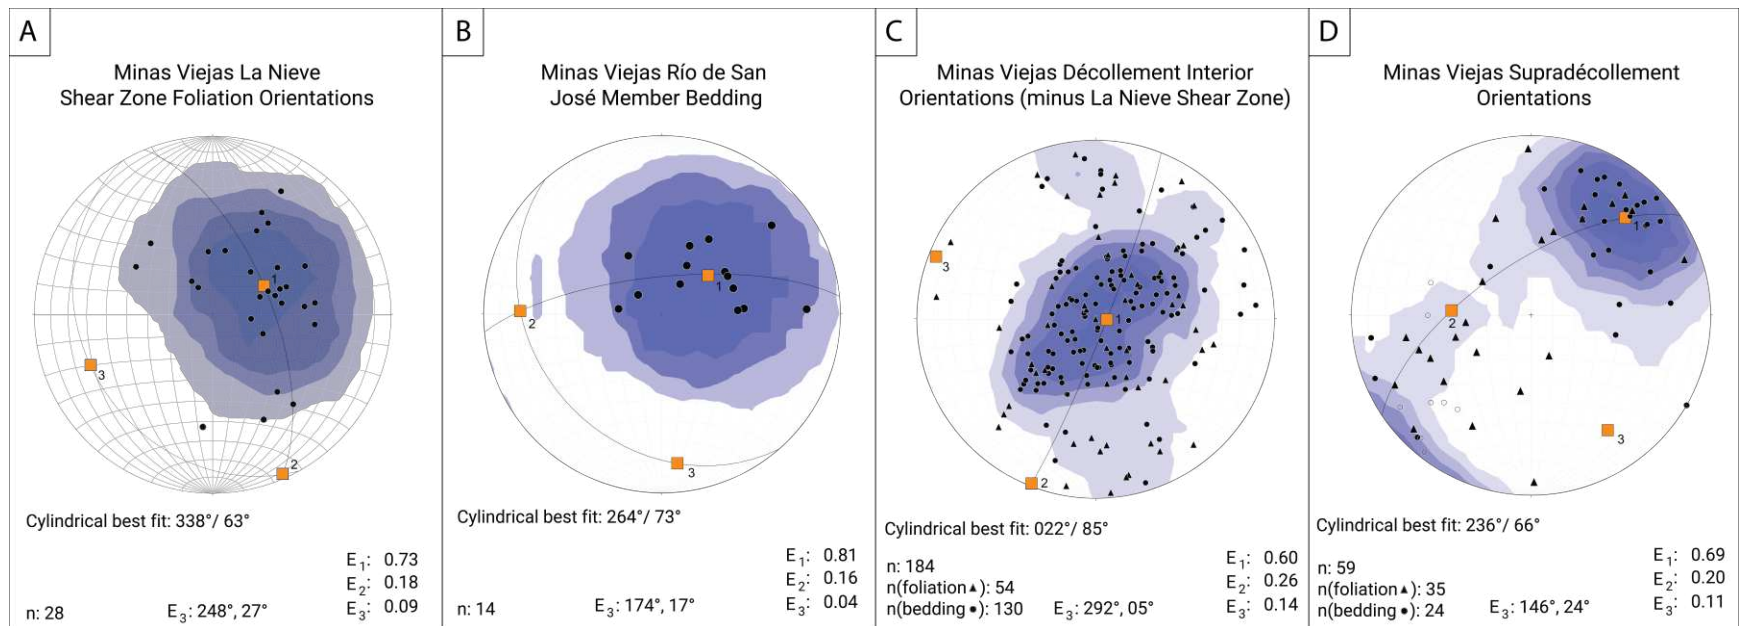 A
Minas Viejas La Nieve
Shear Zone Foliation Orientations
1
2
3
Cylindrical best fit: 338°/ 63°
E1: 0.73
E2: 0.18
E3: 0.09
n: 28
E3: 248°, 27°
B
Minas Viejas Río de San
José Member Bedding
1
2
3
Cylindrical best fit: 264°/ 73°
E1: 0.81
E2: 0.16
E3: 0.04
n: 14
E3: 174°, 17°
C
Minas Viejas Décollement Interior
Orientations (minus La Nieve Shear Zone)
3
1
2
Cylindrical best fit: 022°/ 85°
n: 184
n(foliation▲): 54
n(bedding●): 130
E3: 292°, 05°
E1: 0.60
E2: 0.26
E3: 0.14
D
Minas Viejas Supradécollement
Orientations
1
2
3
Cylindrical best fit: 236°/ 66°
n: 59
n(foliation▲): 35
n(bedding●): 24
E3: 146°, 24°
E1: 0.69
E2: 0.20
E3: 0.11